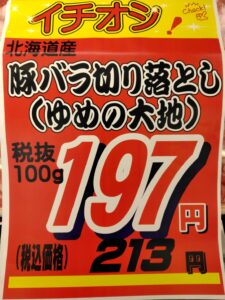 イチオシ!
Check!
北海道産
豚バラ切り落とし
(ゆめの大地)
税抜
100g
197円
(税込価格) 213円